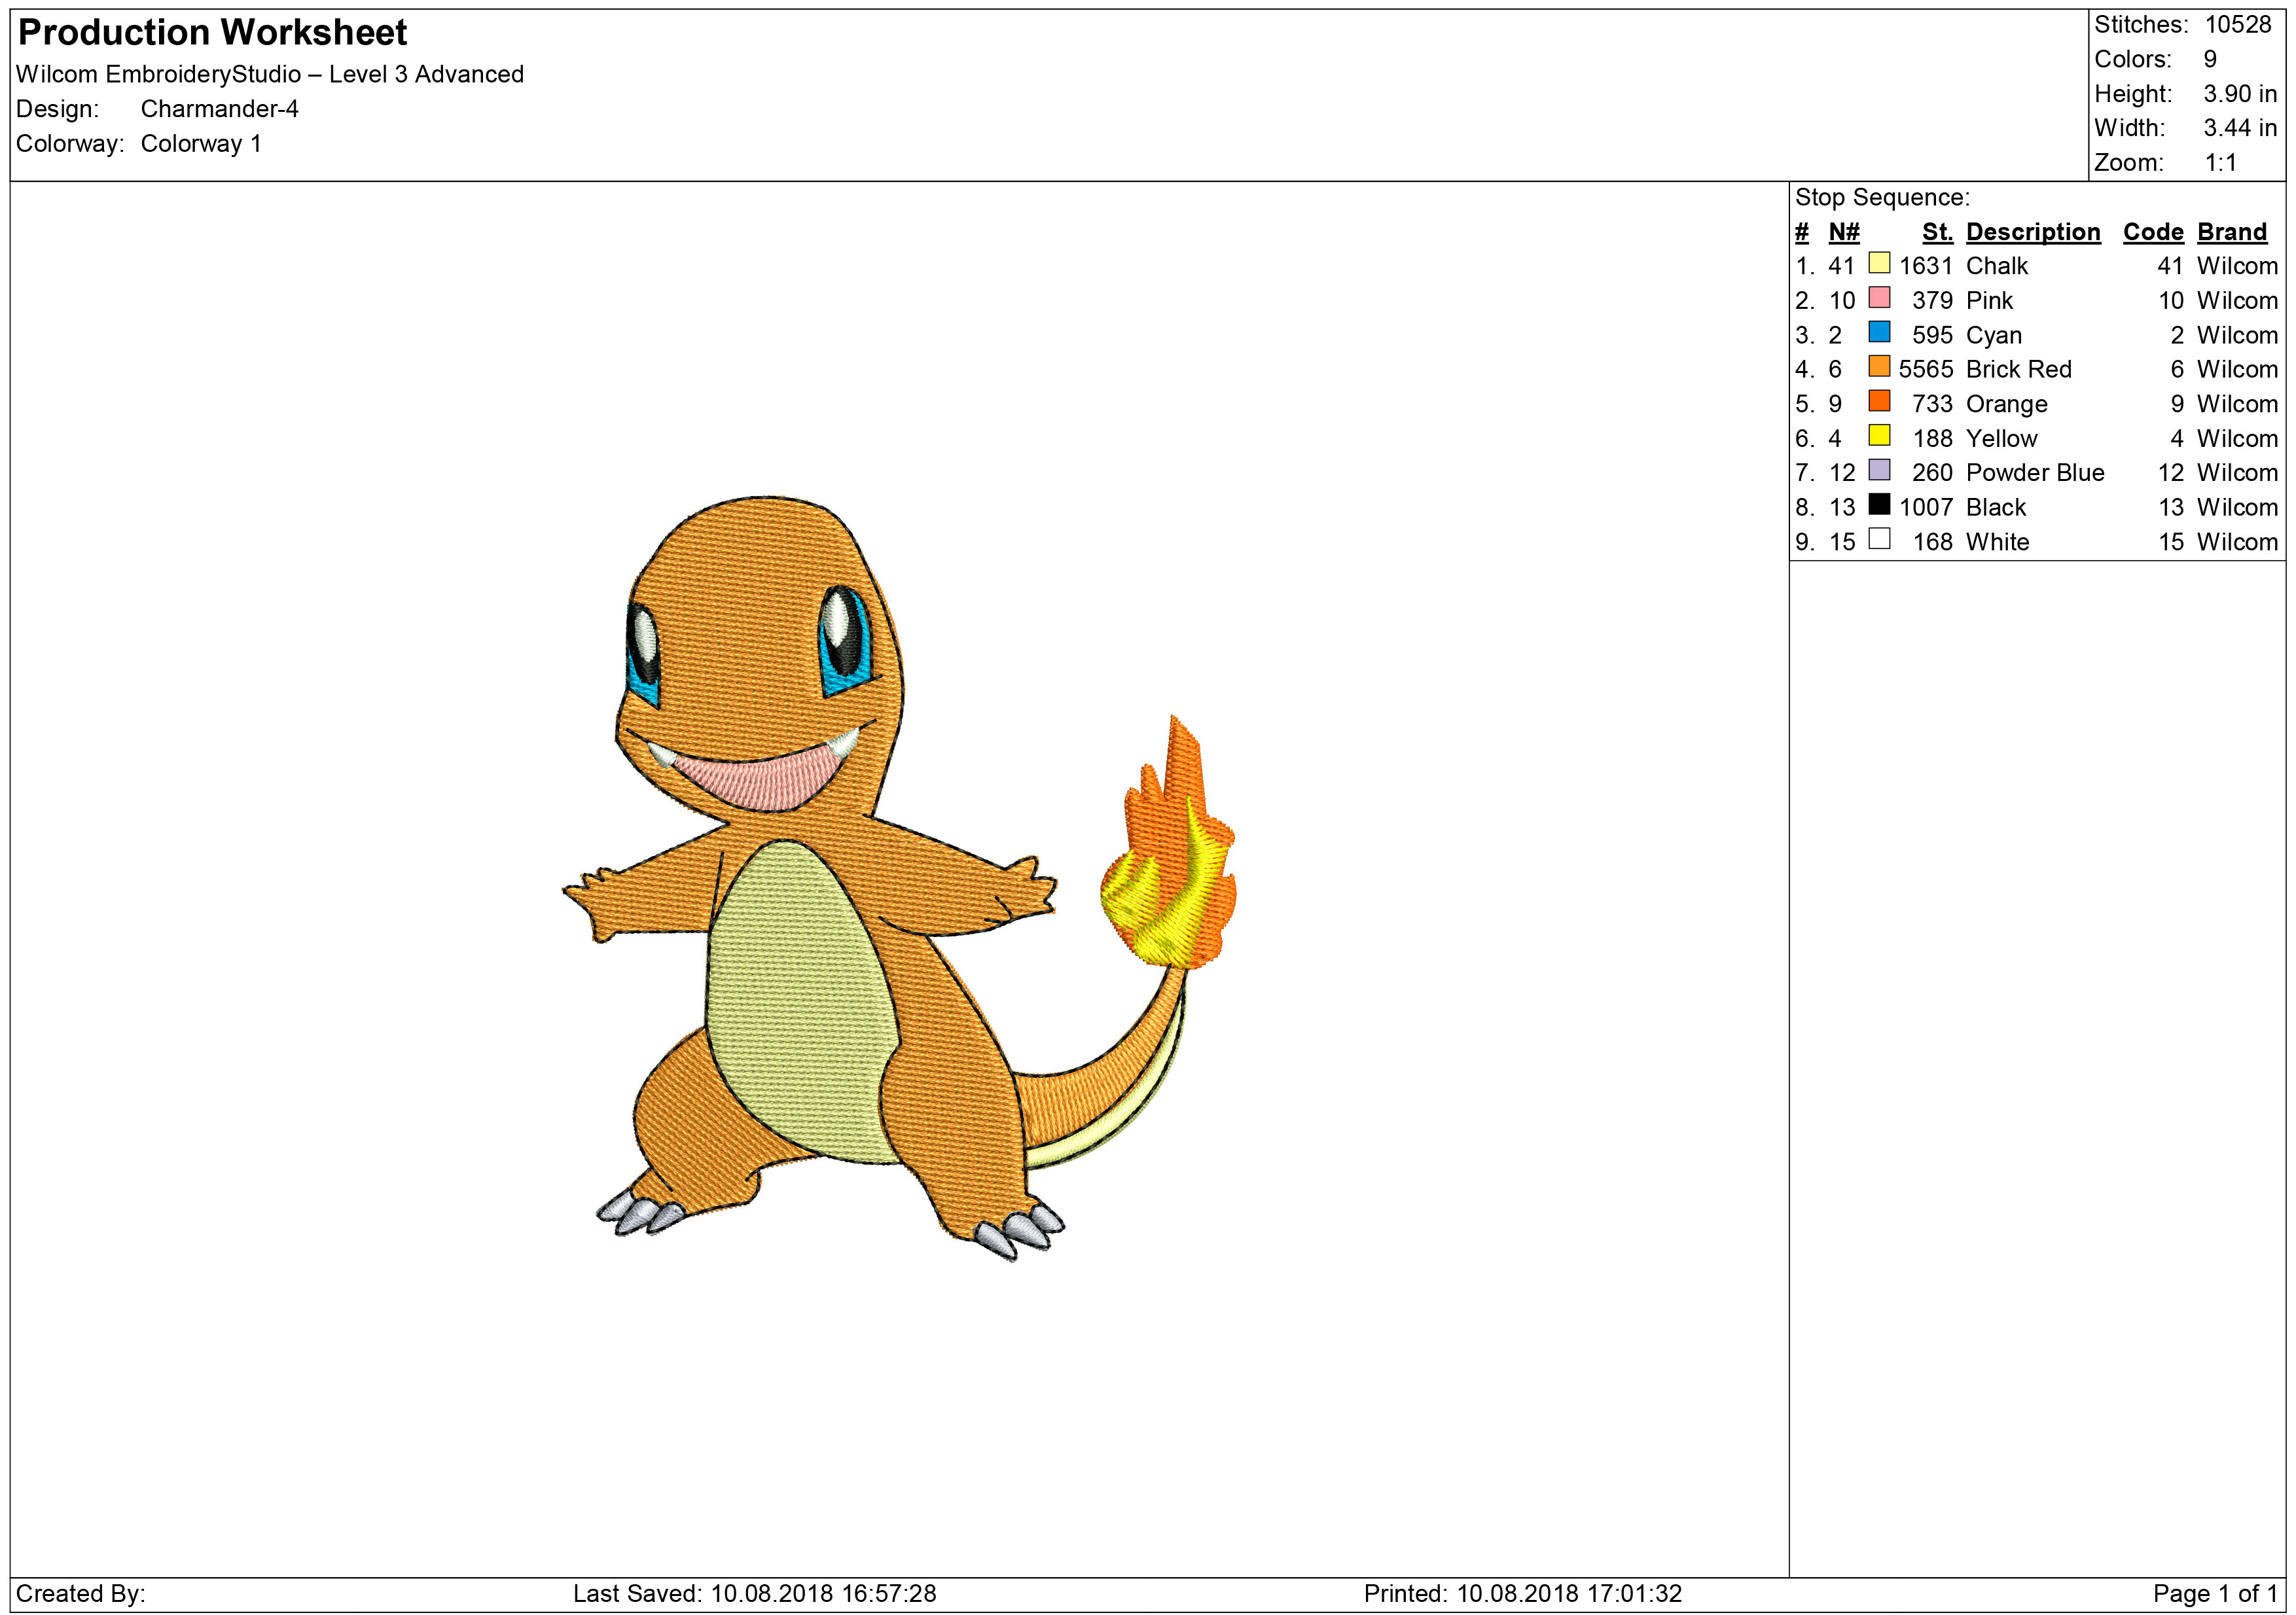 Production Worksheet
Wilcom EmbroideryStudio – Level 3 Advanced
Design: Charmander-4
Colorway: Colorway 1
Stitches: 10528
Colors: 9
Height: 3.90 in
Width: 3.44 in
Zoom: 1:1
Stop Sequence:
# N# St. Description Code Brand
1. 41 1631 Chalk 41 Wilcom
2. 10 379 Pink 10 Wilcom
3. 2 595 Cyan 2 Wilcom
4. 6 5565 Brick Red 6 Wilcom
5. 9 733 Orange 9 Wilcom
6. 4 188 Yellow 4 Wilcom
7. 12 260 Powder Blue 12 Wilcom
8. 13 1007 Black 13 Wilcom
9. 15 168 White 15 Wilcom
Created By: Last Saved: 10.08.2018 16:57:28 Printed: 10.08.2018 17:01:32 Page 1 of 1